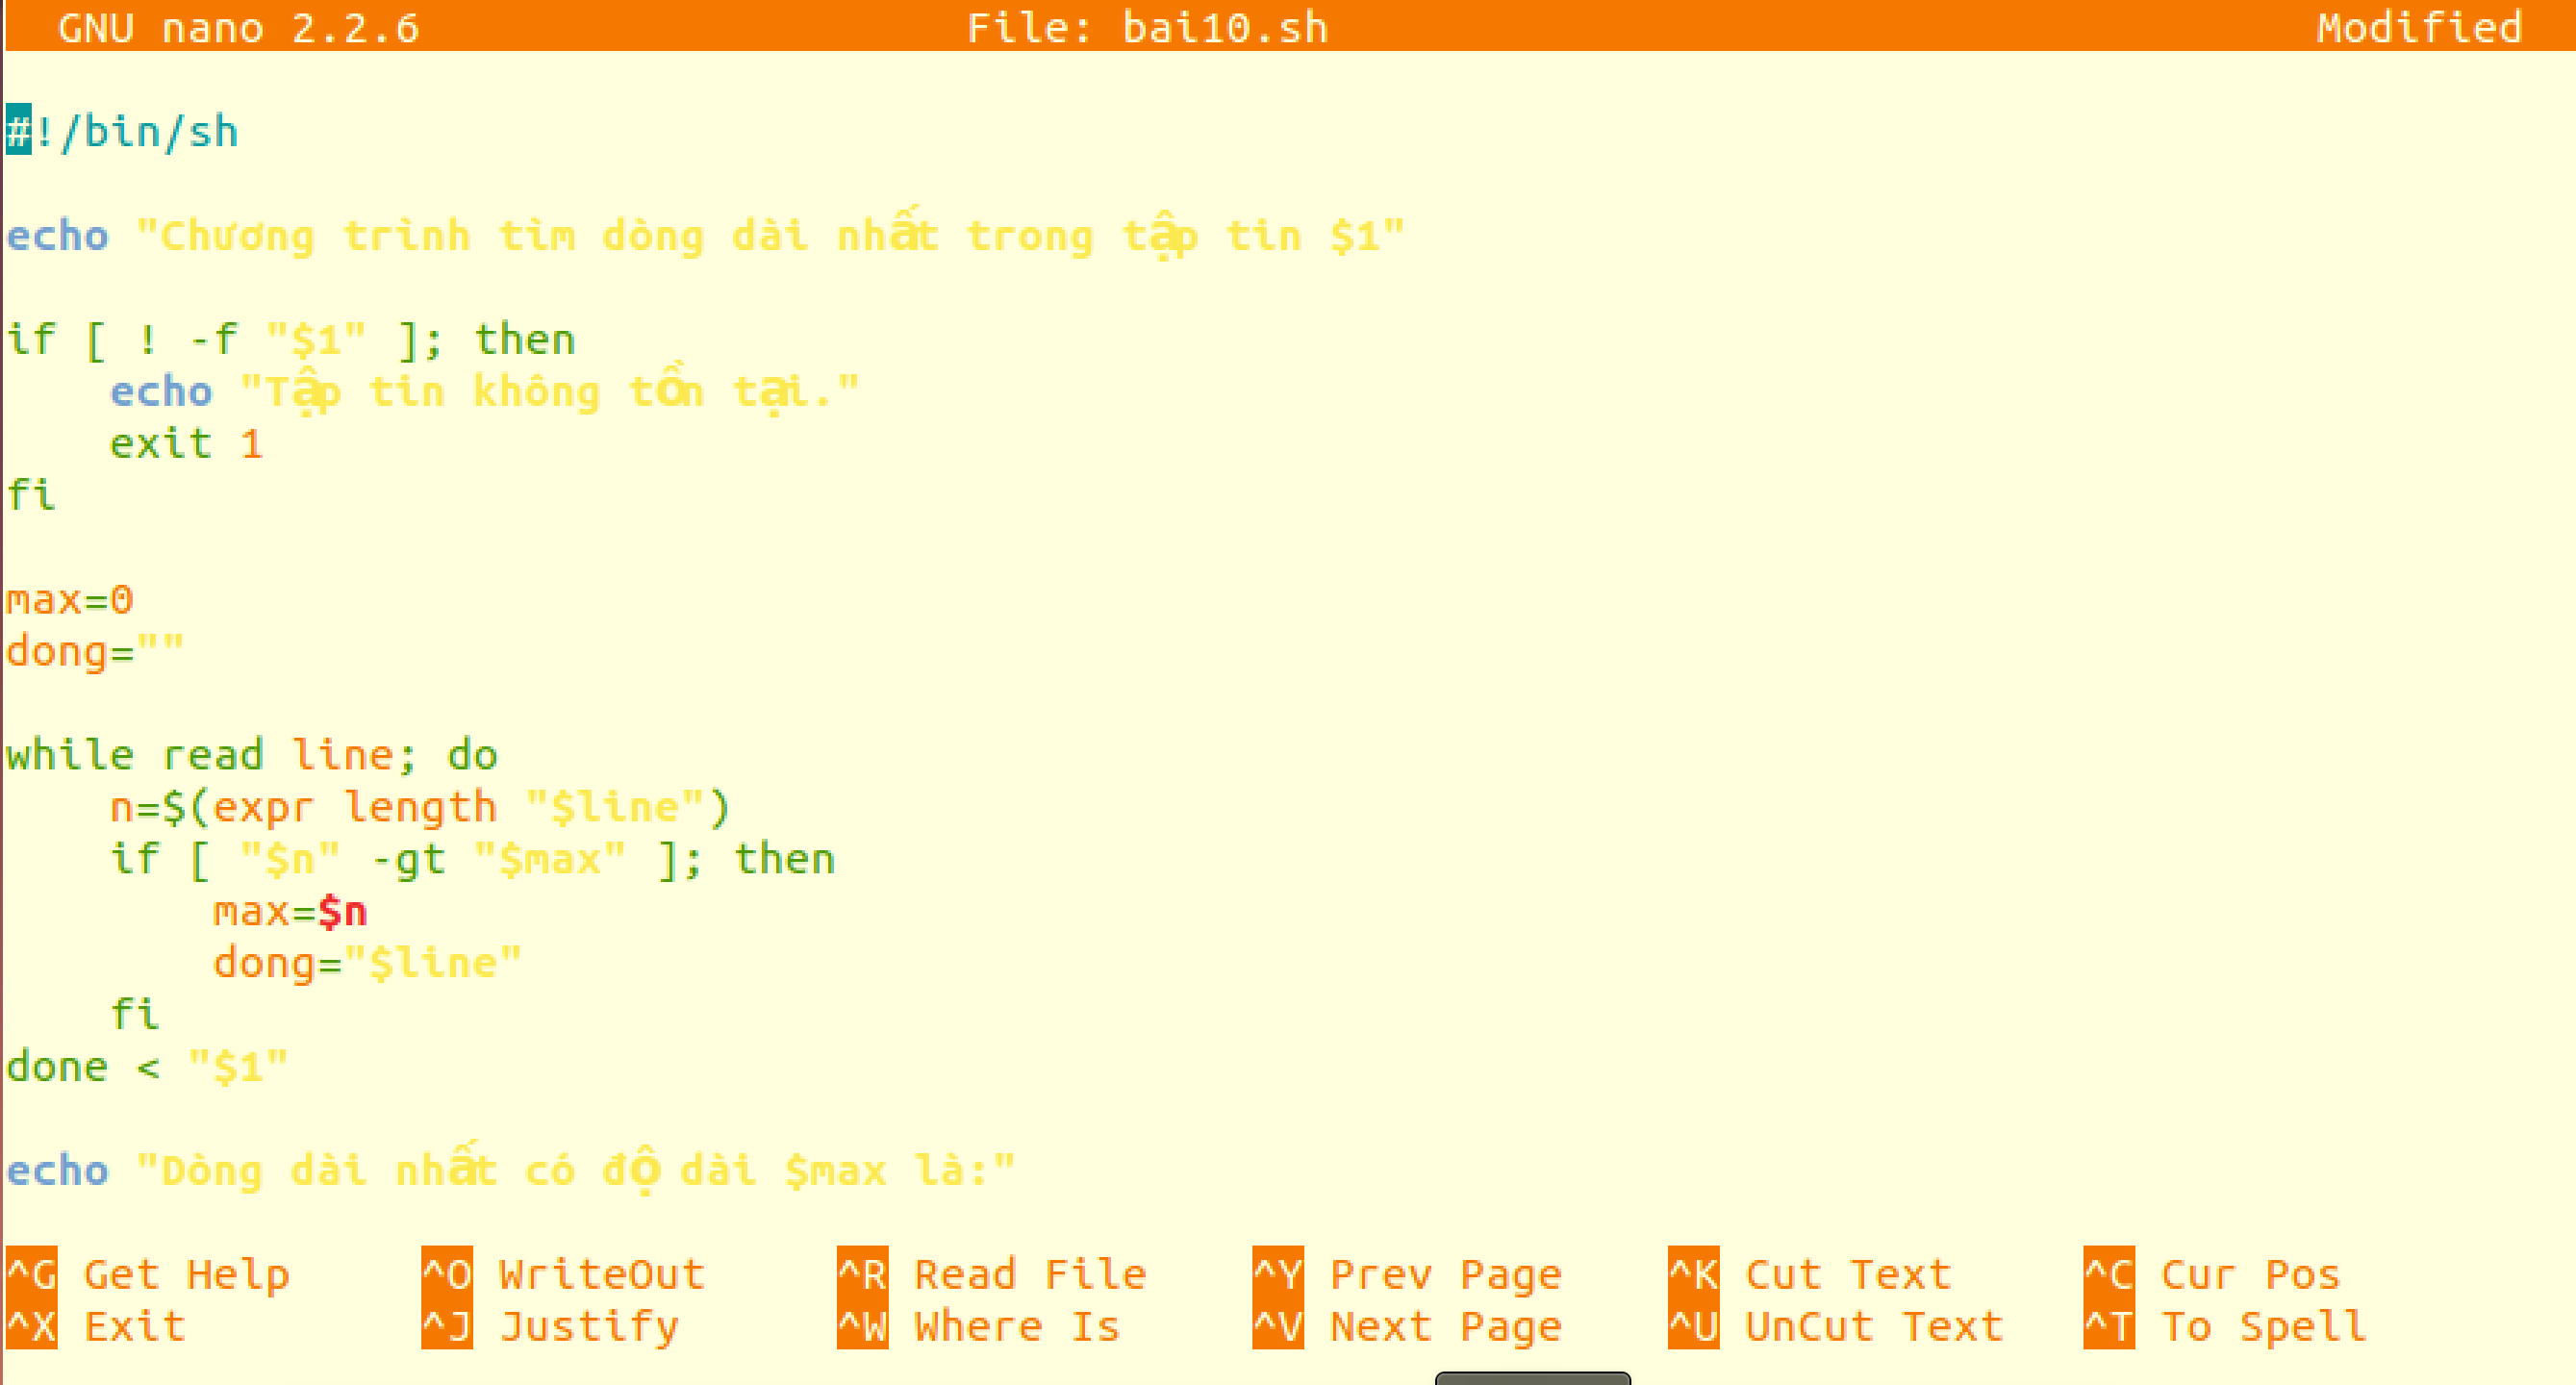 GNU nano 2.2.6 File: bai10.sh Modified
#!/bin/sh
echo "Chương trình tìm dòng dài nhất trong tập tin $1"
if [ ! -f "$1" ]; then
    echo "Tập tin không tồn tại."
    exit 1
fi
max=0
dong=""
while read line; do
    n=$(expr length "$line")
    if [ "$n" -gt "$max" ]; then
        max=$n
        dong="$line"
    fi
done < "$1"
echo "Dòng dài nhất có độ dài $max là:"
^G Get Help ^O WriteOut ^R Read File ^Y Prev Page ^K Cut Text ^C Cur Pos
^X Exit ^J Justify ^W Where Is ^V Next Page ^U UnCut Text ^T To Spell